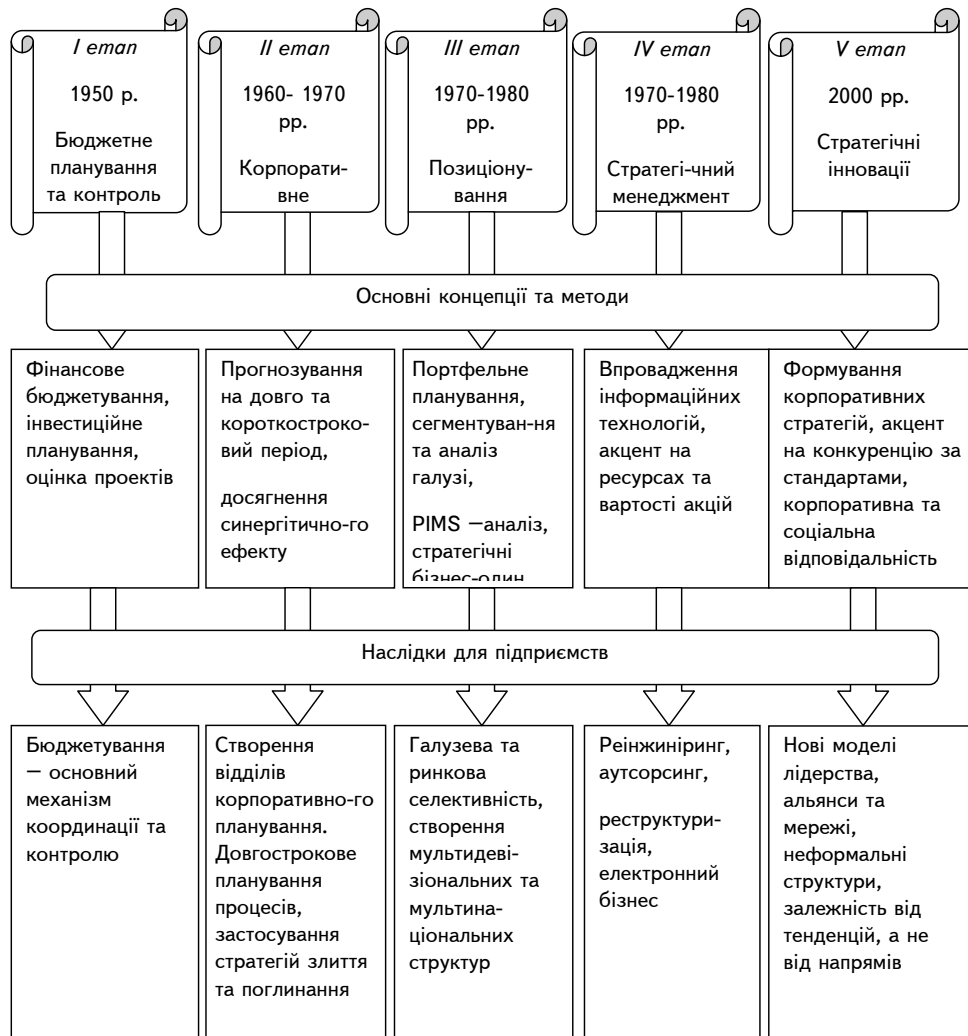 I етап
1950 р.
Бюджетне
планування
та контроль
II етап
1960- 1970
рр.
Корпорати-
вне
III етап
1970-1980
рр.
Позиціону-
вання
IV етап
1970-1980
рр.
Стратегі-чний
менеджмент
V етап
2000 рр.
Стратегічні
інновації
Основні концепції та методи
Фінансове
бюджетування,
інвестиційне
планування,
оцінка проектів
Прогнозування
на довго та
короткостроко-
вий період,
досягнення
синергітично-го
ефекту
Портфельне
планування,
сегментуван-ня
та аналіз
галузі,
PIMS –аналіз,
стратегічні
бізнес-один
Впровадження
інформаційних
технологій,
акцент на
ресурсах та
вартості акцій
Формування
корпоративних
стратегій, акцент
на конкуренцію за
стандартами,
корпоративна та
соціальна
відповідальність
Наслідки для підприємств
Бюджетування
– основний
механізм
координації та
контролю
Створення
відділів
корпоративно-го
планування.
Довгострокове
планування
процесів,
застосування
стратегій злиття
та поглинання
Галузева та
ринкова
селективність,
створення
мультидеві-
зіональних та
мультина-
ціональних
структур
Реінжиніринг,
аутсорсинг,
реструктури-
зація,
електронний
бізнес
Нові моделі
лідерства,
альянси та
мережі,
неформальні
структури,
залежність від
тенденцій, а не
від напрямів